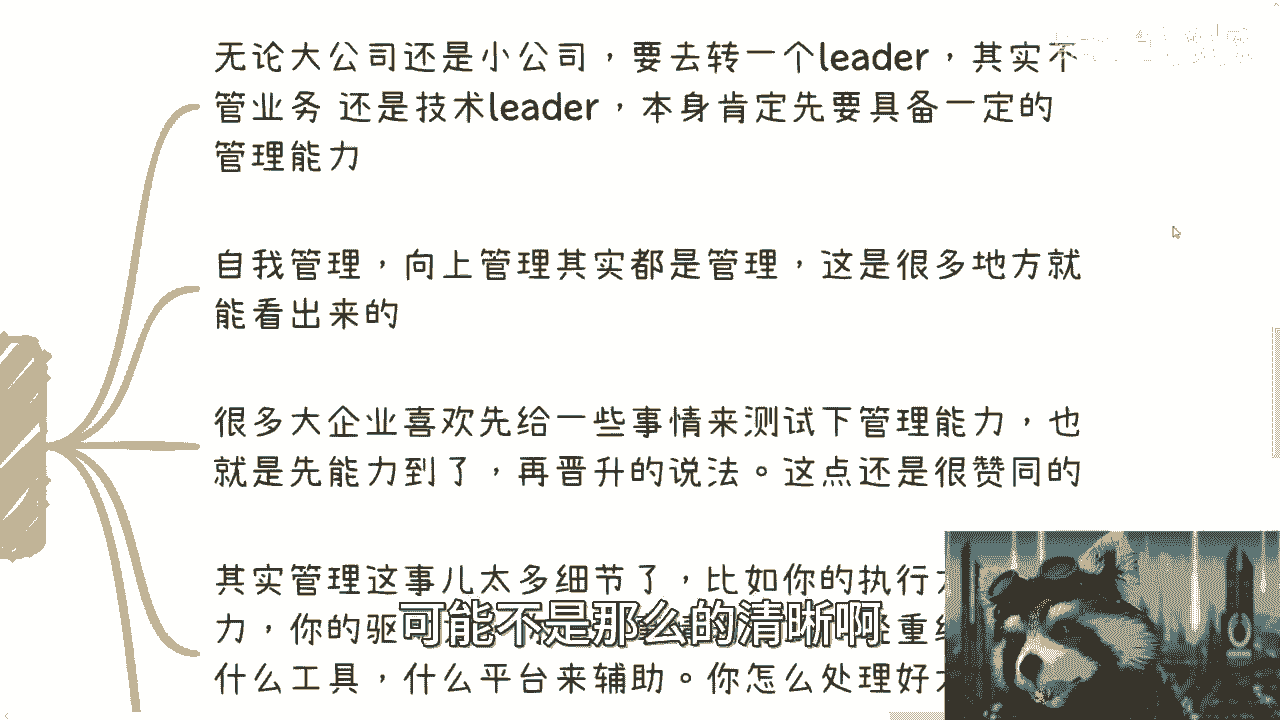 无论大公司还是小公司，要去转一个leader，其实不
管业务 还是技术leader，本身肯定先要具备一定的
管理能力
自我管理，向上管理其实都是管理，这是很多地方就
能看出来的
很多大企业喜欢先给一些事情来测试下管理能力，也
就是先能力到了，再晋升的说法。这点还是很赞同的
其实管理这事儿太多细节了，比如你的执行
力，你的驱
可能不是那么的清晰啊
什么工具，什么平台来辅助。你怎么处理好